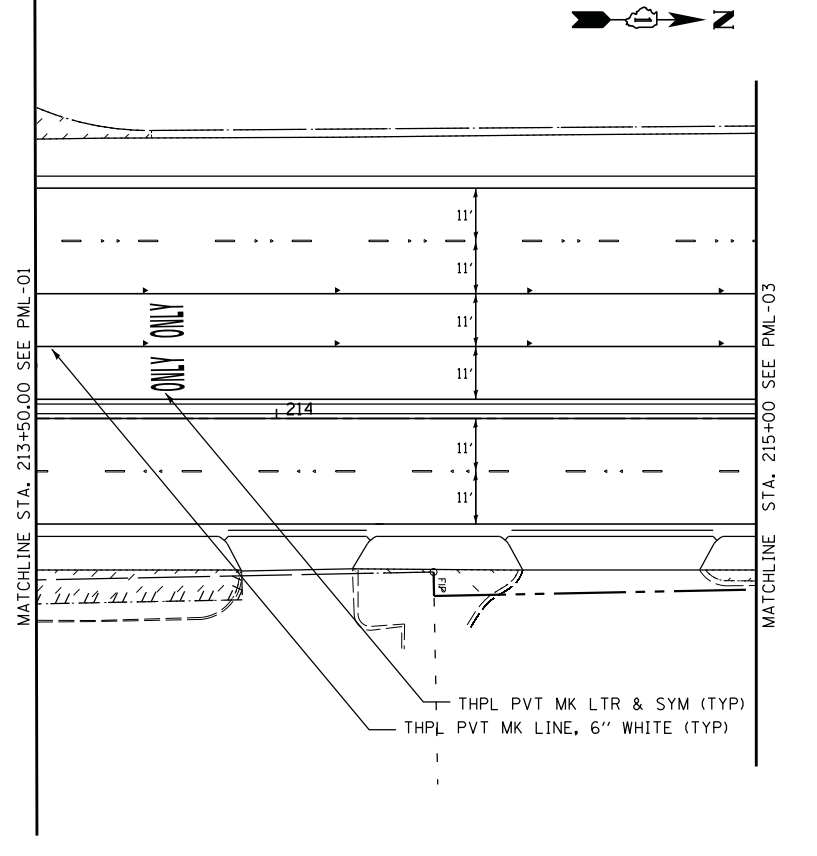 N
11'
11'
ONLY ONLY
11'
11'
214
11'
11'
FIP
MATCHLINE STA. 213+50.00 SEE PML-01
MATCHLINE STA. 215+00 SEE PML-03
THPL PVT MK LTR & SYM (TYP)
THPL PVT MK LINE, 6'' WHITE (TYP)